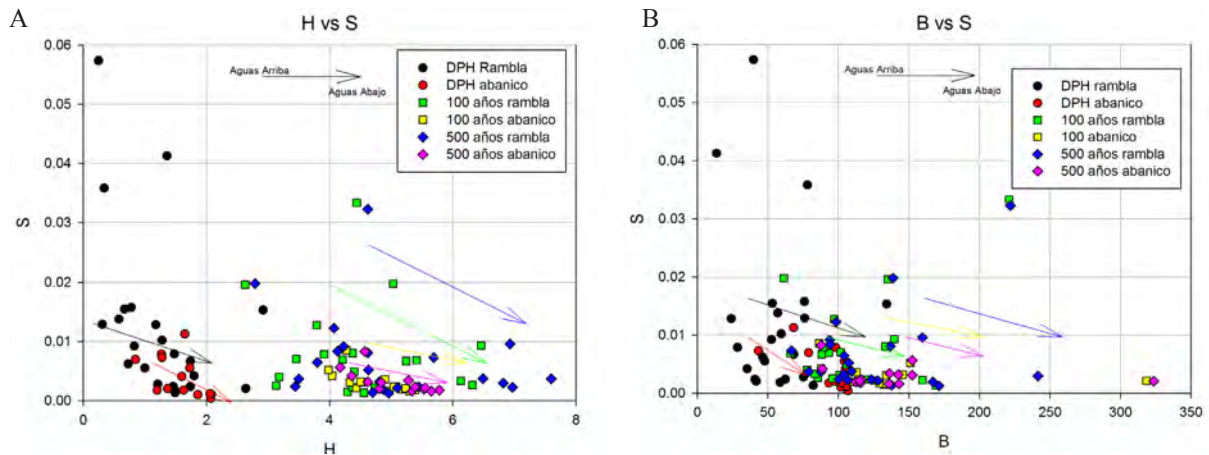 A
H vs S
0.06
0.05
0.04
0.03
0.02
0.01
0.00
S
0
2
4
6
8
H
Aguas Arriba
Aguas Abajo
DPH Rambla
DPH abanico
100 años rambla
100 años abanico
500 años rambla
500 años abanico
B
B vs S
0.06
0.05
0.04
0.03
0.02
0.01
0.00
S
0
50
100
150
200
250
300
350
B
Aguas Arriba
Aguas Abajo
DPH rambla
DPH abanico
100 años rambla
100 abanico
500 años rambla
500 años abanico